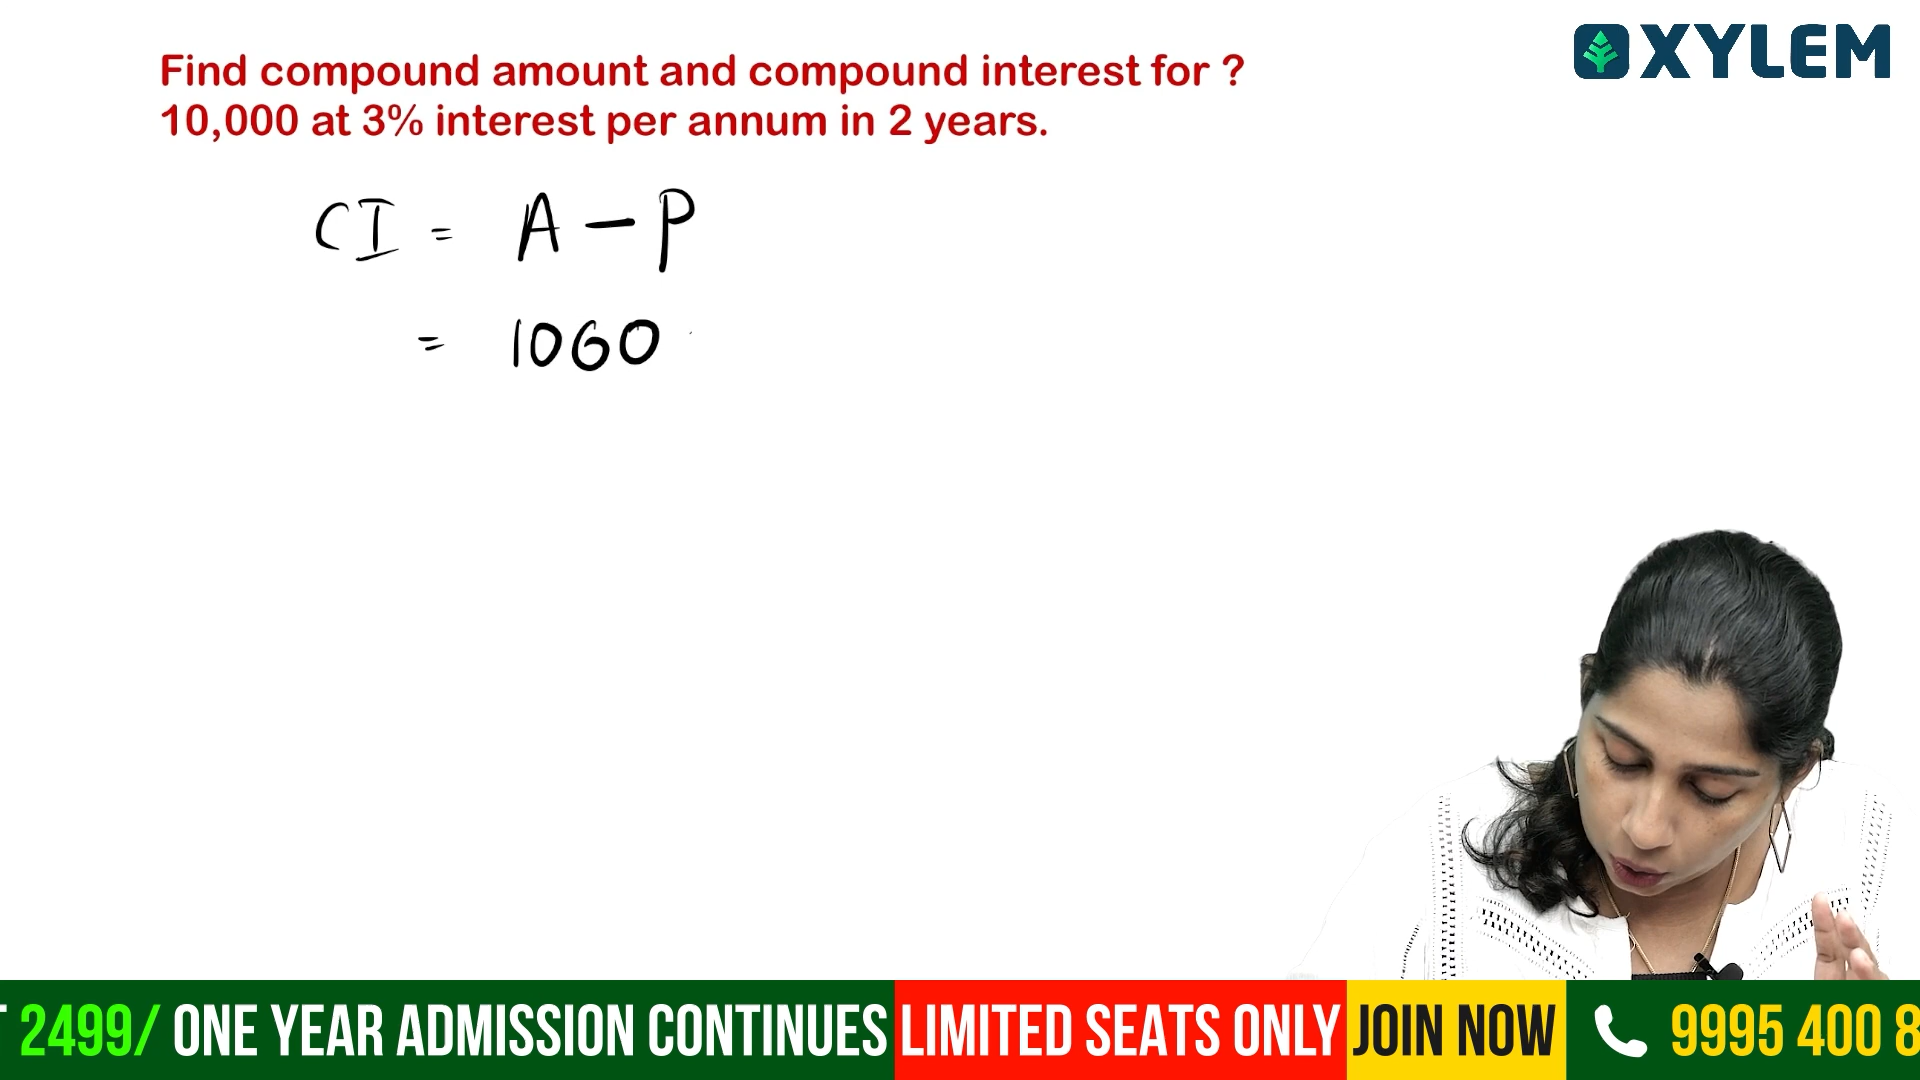 XYLEM
Find compound amount and compound interest for ?
10,000 at 3% interest per annum in 2 years.
CI = A - P
= 1060
2499/ ONE YEAR ADMISSION CONTINUES LIMITED SEATS ONLY JOIN NOW 9995 400 8